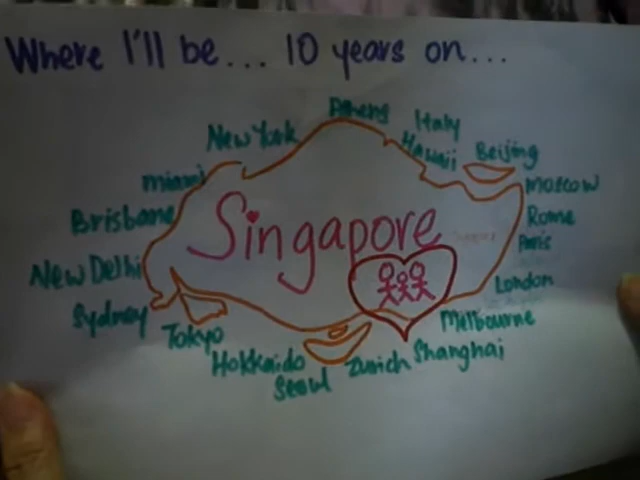 Where I'll be... 10 years on...
Athens
Italy
New York
Hawaii
Beijing
Miami
Moscow
Brisbane
Singapore
Rome
Paris
New Delhi
London
Sydney
Melbourne
Tokyo
Hokkaido
Zurich
Shanghai
Seoul